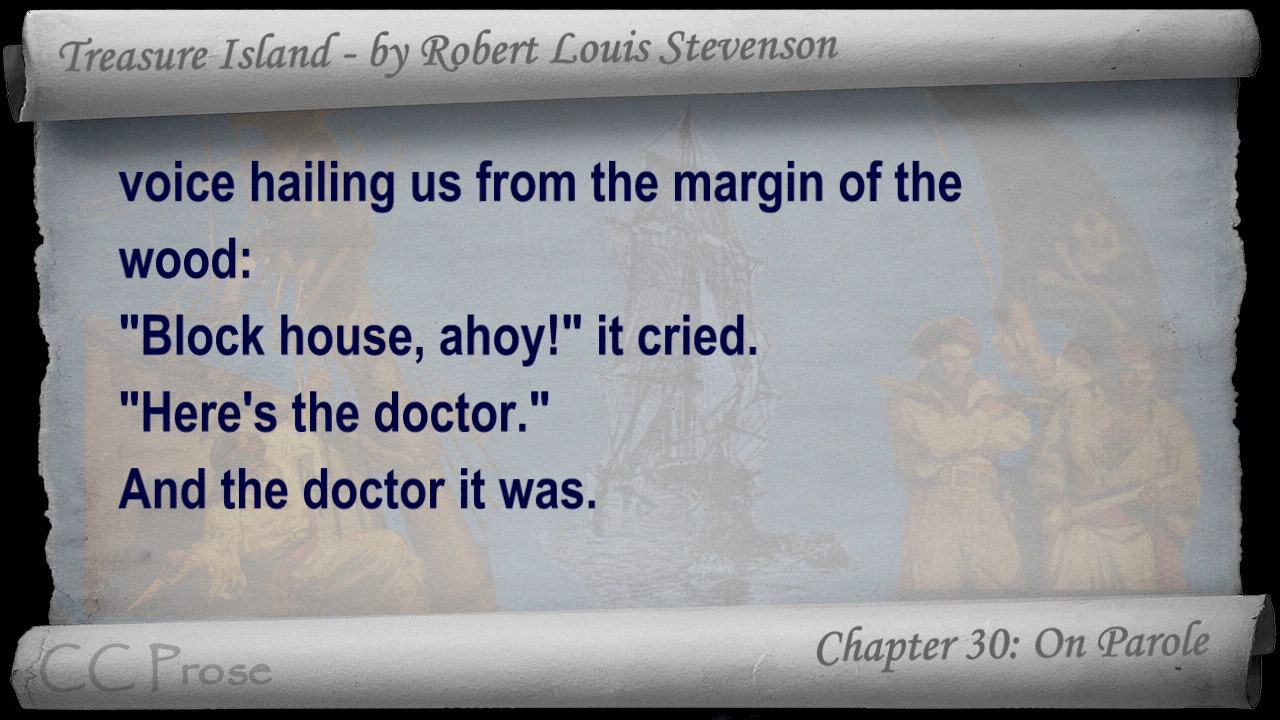 Treasure Island - by Robert Louis Stevenson
voice hailing us from the margin of the
wood:
"Block house, ahoy!" it cried.
"Here's the doctor."
And the doctor it was.
Chapter 30: On Parole
CC Prose